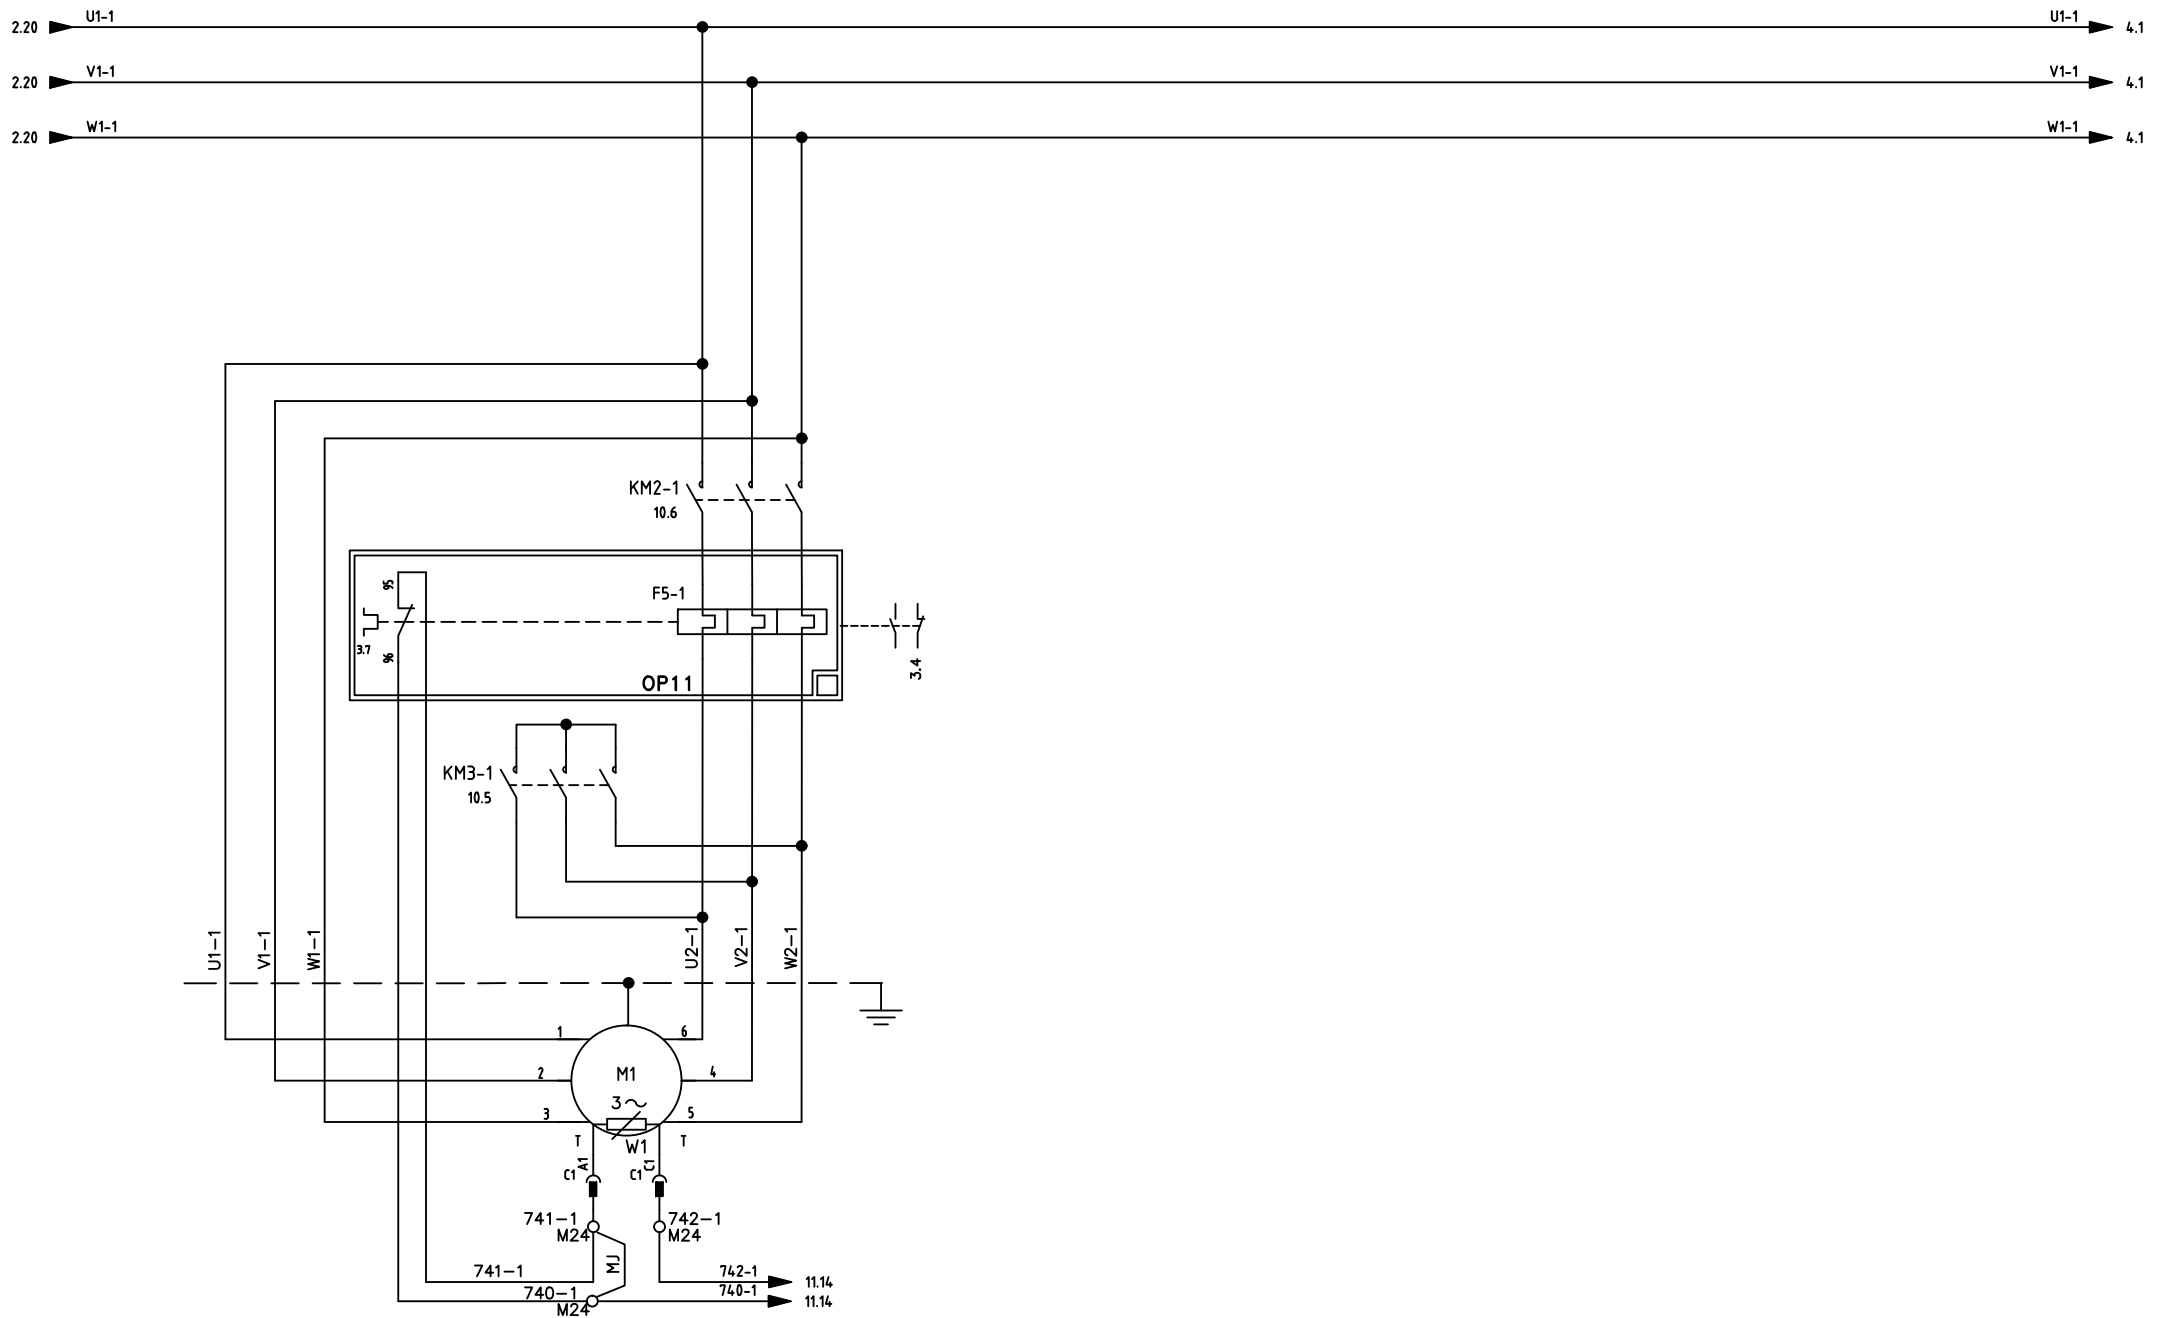 U1-1 U1-1
2.20 4.1
V1-1 V1-1
2.20 4.1
W1-1 W1-1
2.20 4.1
KM2-1
10.6
95
F5-1
3.7
96
3.4
OP11
KM3-1
10.5
U1-1 V1-1 W1-1 U2-1 V2-1 W2-1
1 6
2 M1 4
3~
3 5
T W1 T
C1 A1 C1 C1
741-1 742-1
M24 M24
MJ
741-1 742-1 11.14
740-1 740-1 11.14
M24